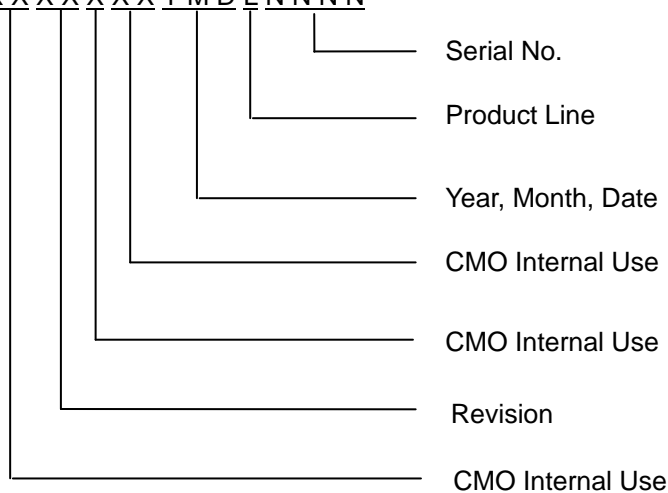 X X X X X X X Y M D L N N N N
Serial No.
Product Line
Year, Month, Date
CMO Internal Use
CMO Internal Use
Revision
CMO Internal Use